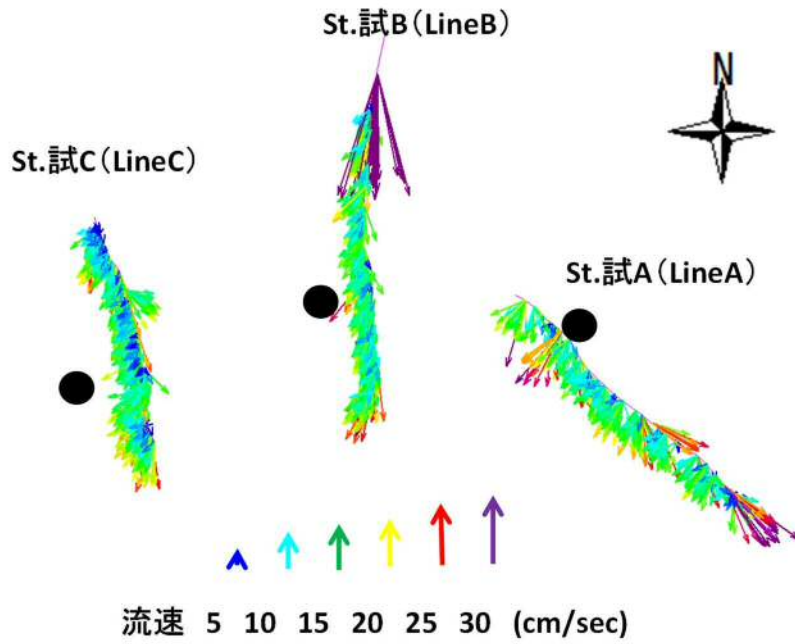 St.試B(LineB)
N
St.試C(LineC)
St.試A(LineA)
流速 5 10 15 20 25 30 (cm/sec)